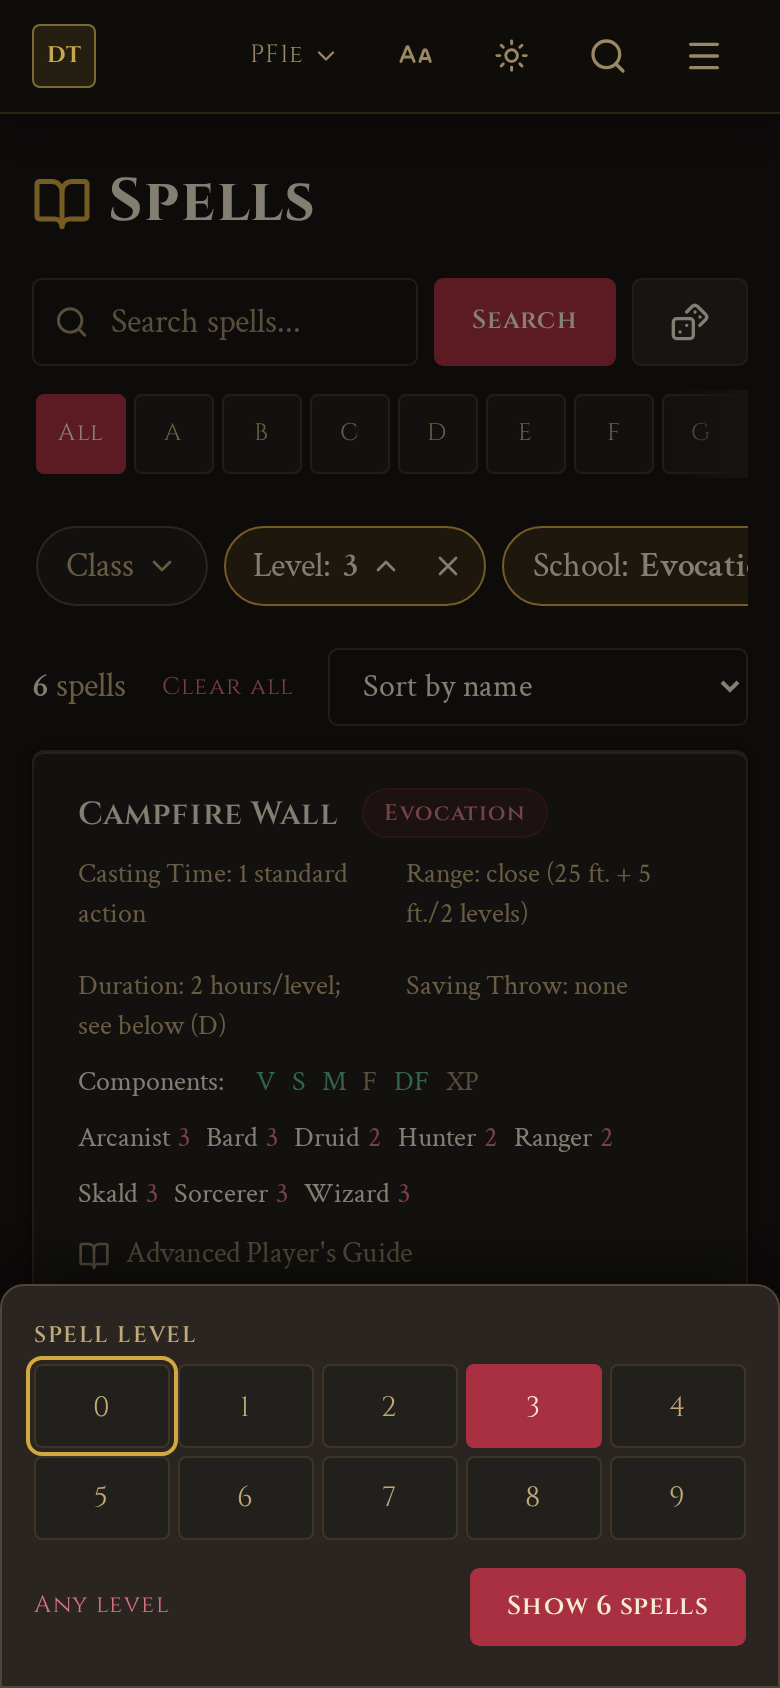 DT PF1E Aa
Spells
Search spells... Search
All A B C D E F G
Class Level: 3 School: Evocati
6 spells Clear all Sort by name
Campfire Wall Evocation
Casting Time: 1 standard action
Range: close (25 ft. + 5 ft./2 levels)
Duration: 2 hours/level; see below (D)
Saving Throw: none
Components: V S M F DF XP
Arcanist 3 Bard 3 Druid 2 Hunter 2 Ranger 2
Skald 3 Sorcerer 3 Wizard 3
Advanced Player's Guide
SPELL LEVEL
0 1 2 3 4
5 6 7 8 9
Any level Show 6 spells